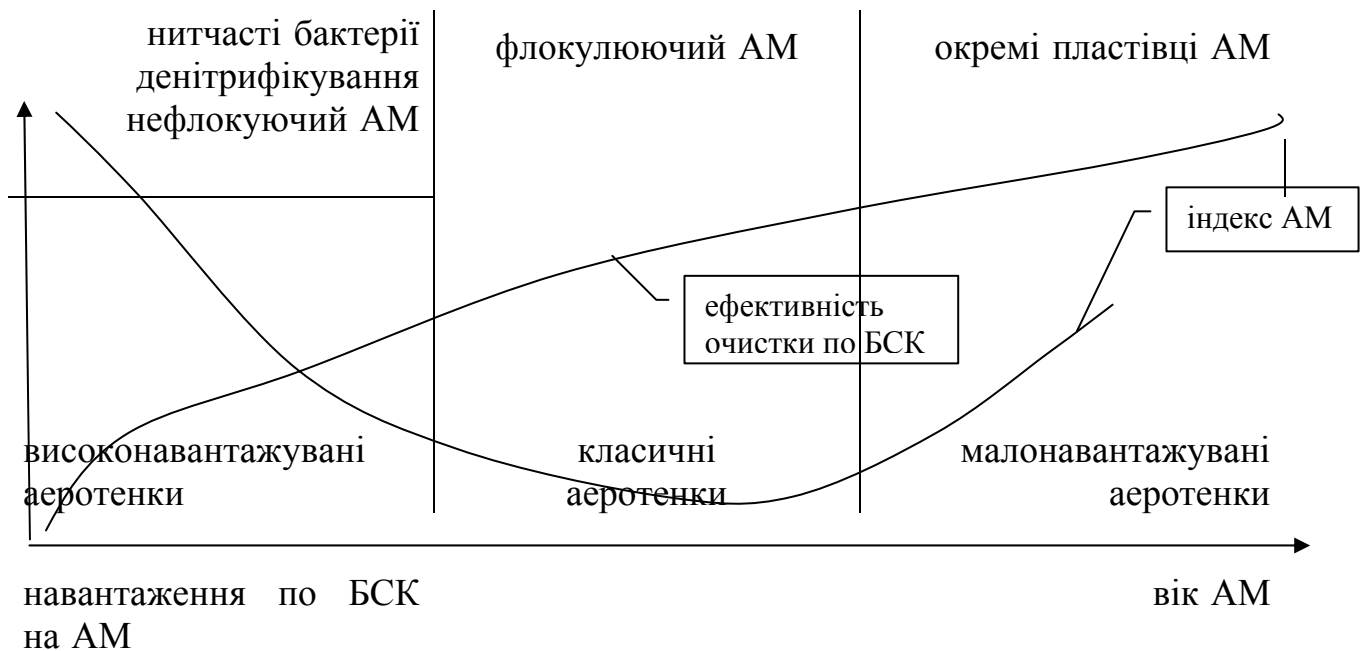 нитчасті бактерії
денітрифікування
нефлокуючий АМ
флокулюючий АМ
окремі пластівці АМ
індекс АМ
ефективність
очистки по БСК
високонавантажувані
аеротенки
класичні
аеротенки
малонавантажувані
аеротенки
навантаження по БСК
на АМ
вік АМ